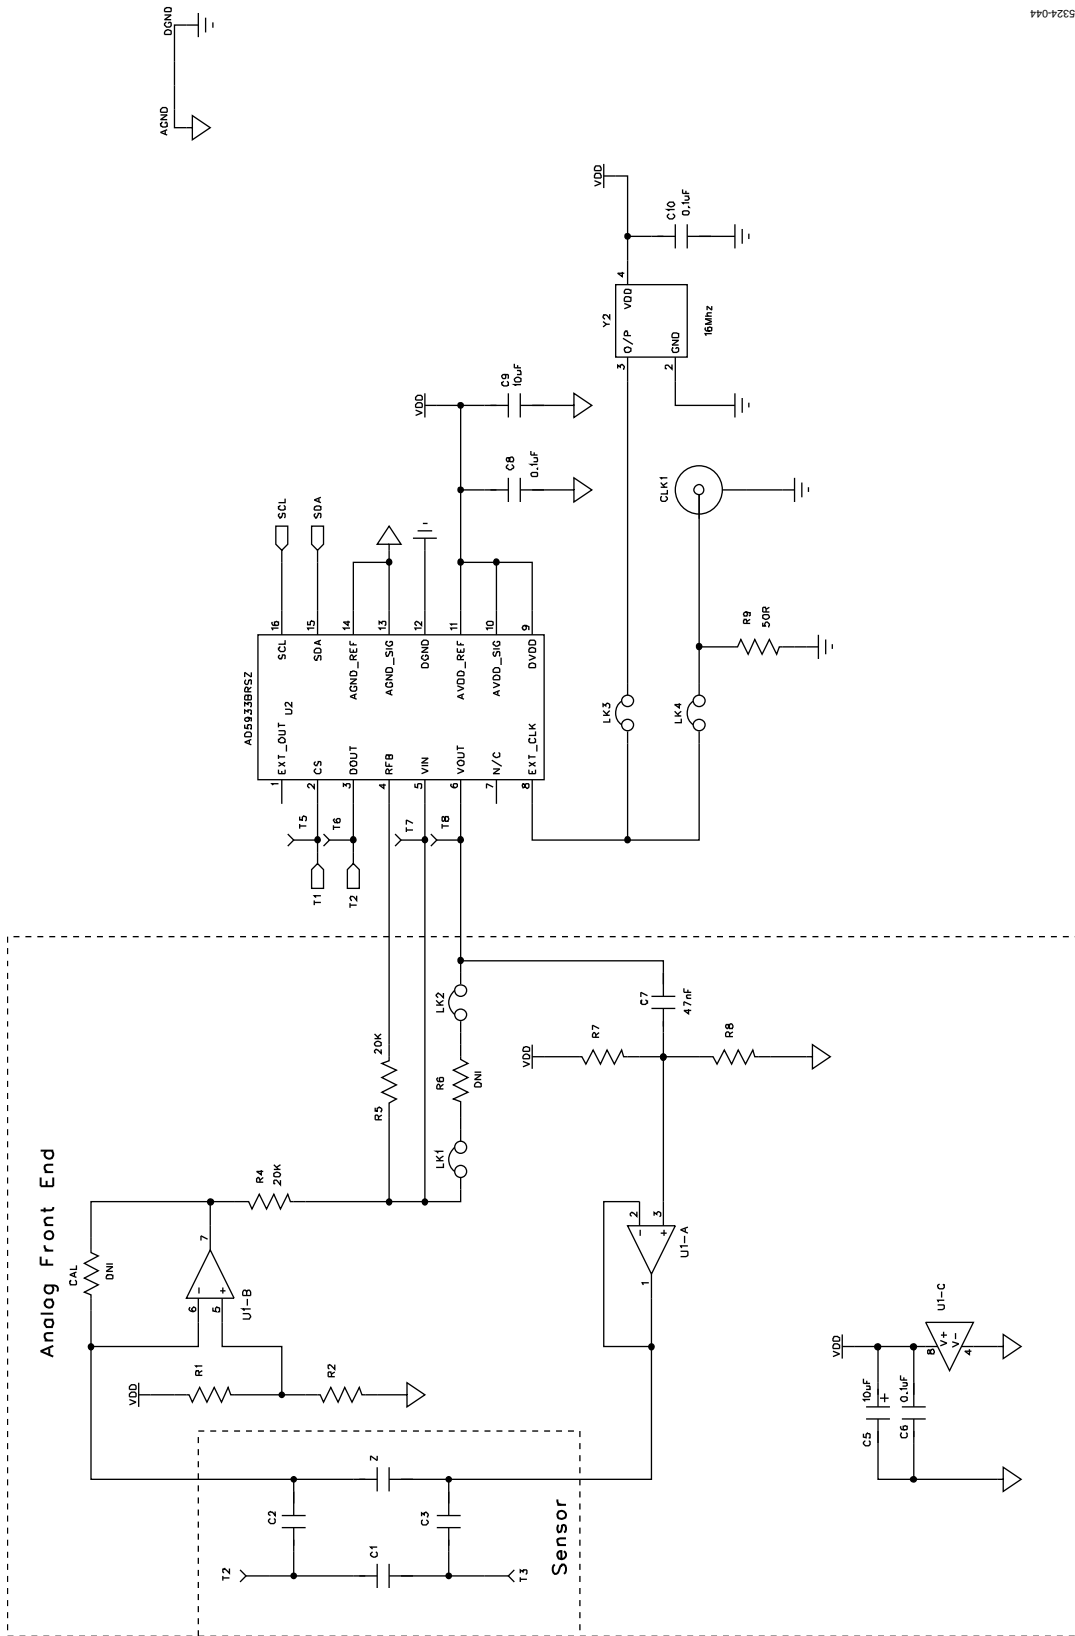 5324-044
DGND
AGND
VDD
C10
0.1uF
4
VDD
Y2
O/P
16Mhz
GND
3
2
VDD
C9
10uF
C8
0.1uF
CLK1
SCL
SDA
16
15
14
13
12
11
10
9
SCL
SDA
AGND_REF
AGND_SIG
DGND
AVDD_REF
AVDD_SIG
DVDD
R9
50R
AD5933BRSZ
U2
EXT_OUT
CS
DOUT
RFB
VIN
VOUT
N/C
EXT_CLK
LK3
LK4
1
2
3
4
5
6
7
8
T5
T6
T7
T8
T1
T2
LK2
C7
47nF
20K
R5
R6
DNI
VDD
R7
R8
LK1
Analog Front End
R4
20K
CAL
DNI
7
6
5
U1-B
2
3
U1-A
1
VDD
R1
R2
U1-C
VDD
V+
V-
8
4
10uF
C5
0.1uF
C6
Z
C2
C3
C1
T2
T3
Sensor